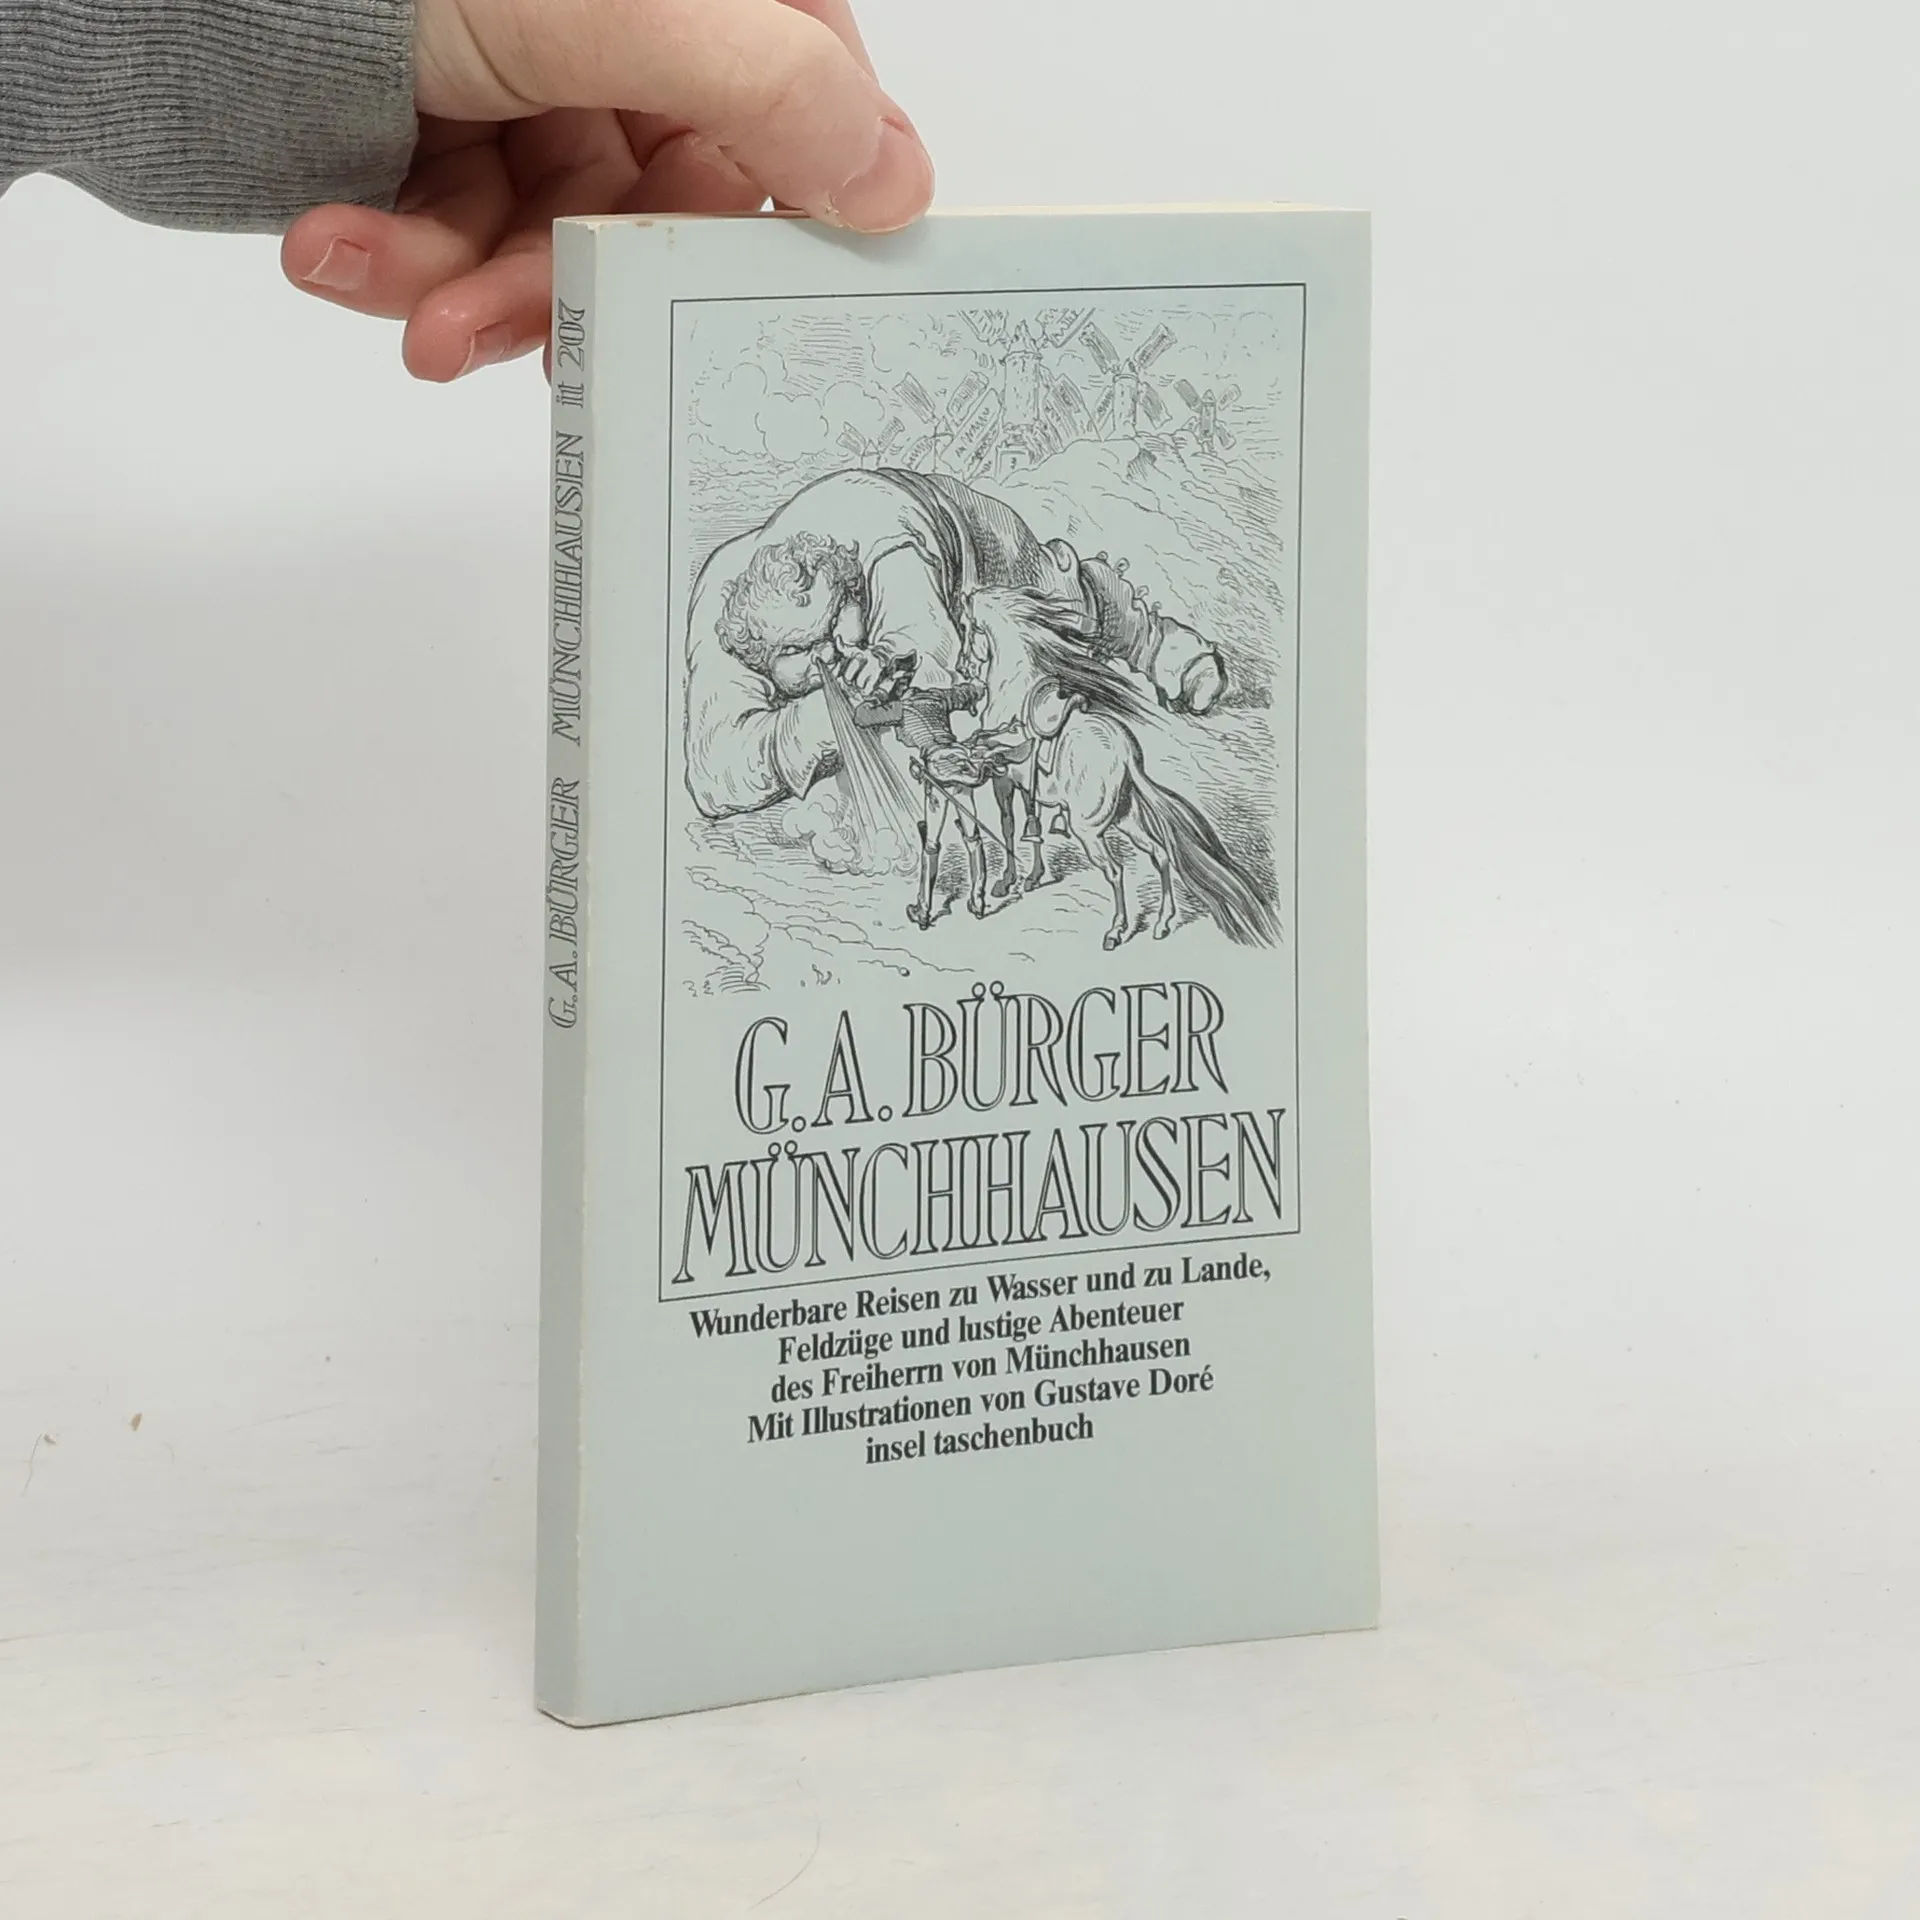 G.A. BÜRGER MÜNCHHAUSEN it 207
G. A. BÜRGER
MÜNCHHAUSEN
Wunderbare Reisen zu Wasser und zu Lande,
Feldzüge und lustige Abenteuer
des Freiherrn von Münchhausen
Mit Illustrationen von Gustave Doré
insel taschenbuch